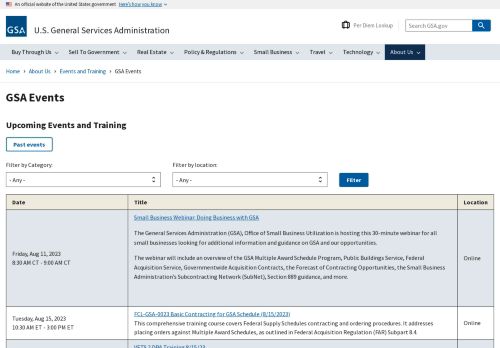 An official website of the United States government Here's how you know
GSA
U.S. General Services Administration
Per Diem Lookup
Search GSA.gov
Buy Through Us
Sell To Government
Real Estate
Policy & Regulations
Small Business
Travel
Technology
About Us
Home › About Us › Events and Training › GSA Events
GSA Events
Upcoming Events and Training
Past events
Filter by Category:
Filter by location:
- Any -
- Any -
Filter
Date
Title
Location
Friday, Aug 11, 2023
8:30 AM CT - 9:00 AM CT
Small Business Webinar: Doing Business with GSA
The General Services Administration (GSA), Office of Small Business Utilization is hosting this 30-minute webinar for all
small businesses looking for additional information and guidance on GSA and our opportunities.
The webinar will include an overview of the GSA Multiple Award Schedule Program, Public Buildings Service, Federal
Acquisition Service, Governmentwide Acquisition Contracts, the Forecast of Contracting Opportunities, the Small Business
Administration's Subcontracting Network (SubNet), Section 889 guidance, and more.
Online
Tuesday, Aug 15, 2023
10:30 AM ET - 3:00 PM ET
FCL-GSA-0023 Basic Contracting for GSA Schedule (8/15/2023)
This comprehensive training course covers Federal Supply Schedules contracting and ordering procedures. It addresses
placing orders against Multiple Award Schedules, as outlined in Federal Acquisition Regulation (FAR) Subpart 8.4.
Online
VETS 2 DPA Training 8/15/23